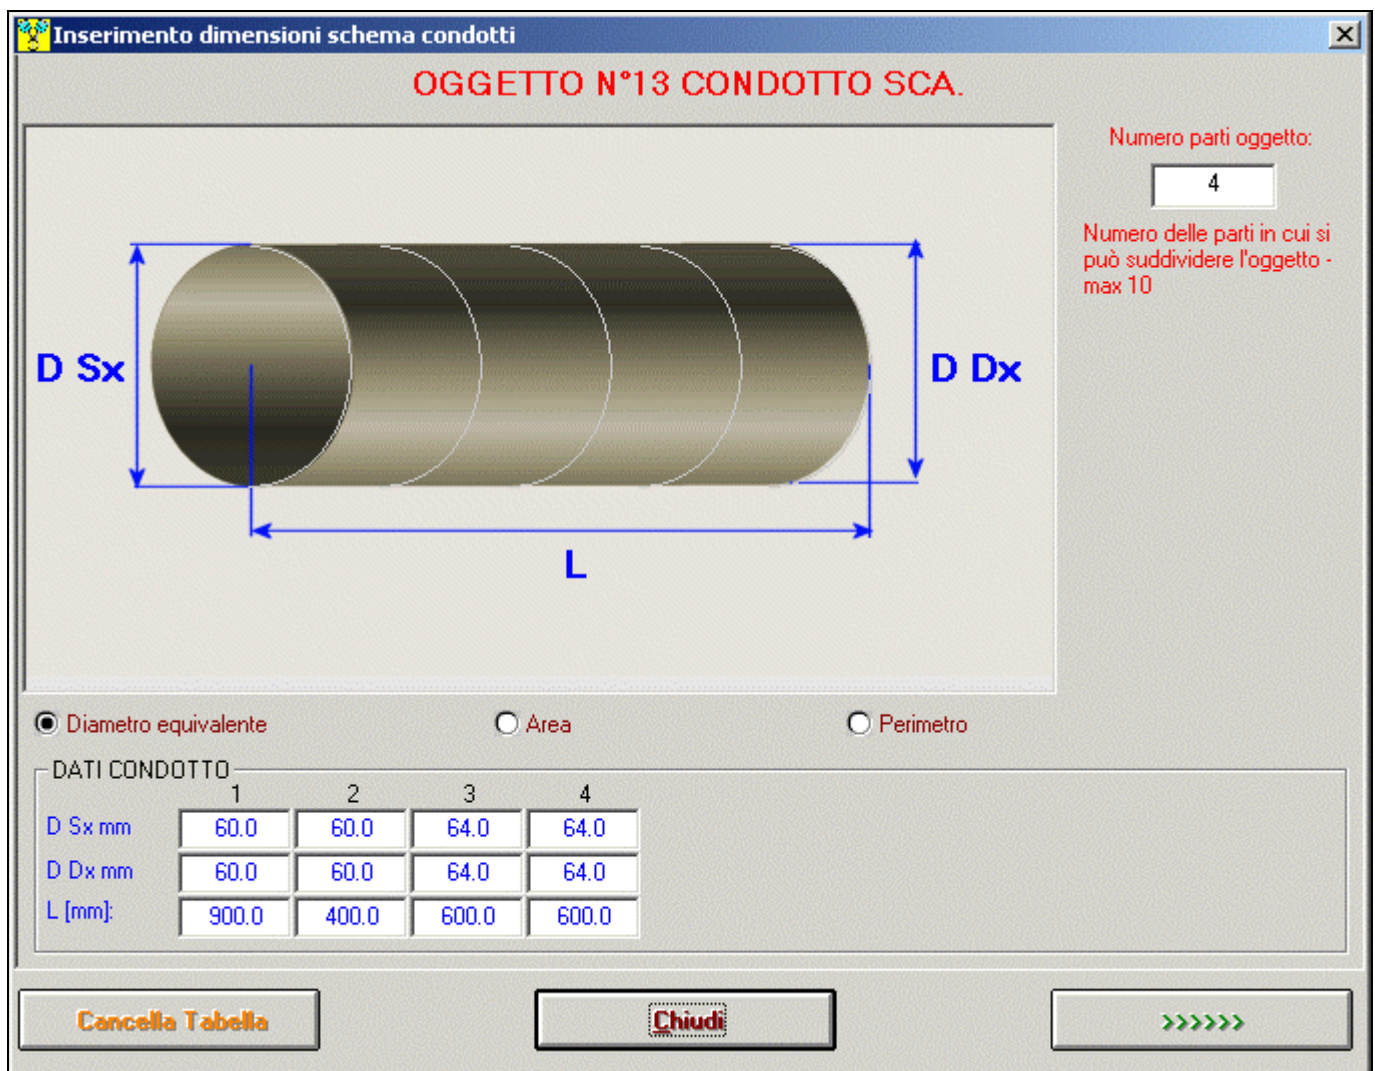 Inserimento dimensioni schema condotti
OGGETTO N°13 CONDOTTO SCA.
Numero parti oggetto:
4
Numero delle parti in cui si
può suddividere l'oggetto -
max 10
D Sx
D Dx
L
Diametro equivalente Area Perimetro
DATI CONDOTTO
1 2 3 4
D Sx mm 60.0 60.0 64.0 64.0
D Dx mm 60.0 60.0 64.0 64.0
L [mm]: 900.0 400.0 600.0 600.0
Cancella Tabella Chiudi >>>>>>